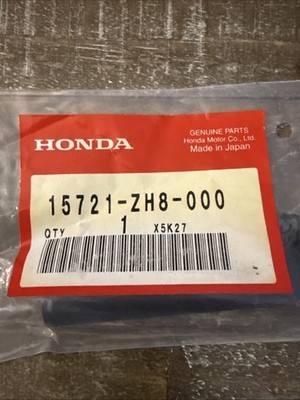 GENUINE PARTS
Honda Motor Co., Ltd.
Made in Japan
HONDA
15721-ZH8-000
QTY 1 X5K27